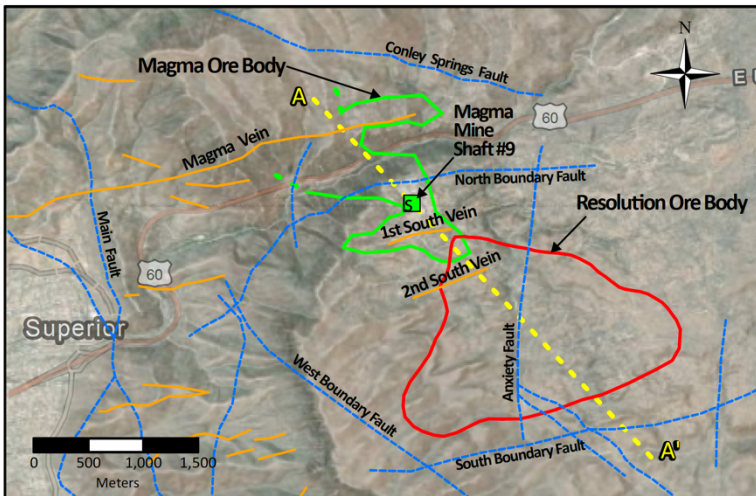 Conley Springs Fault
N
Magma Ore Body
E U
A
Magma
Mine
Shaft #9
60
Magma Vein
North Boundary Fault
Resolution Ore Body
S
1st South Vein
Main Fault
60
2nd South Vein
Superior
Anxiety Fault
West Boundary Fault
South Boundary Fault
A'
0 500 1,000 1,500
Meters